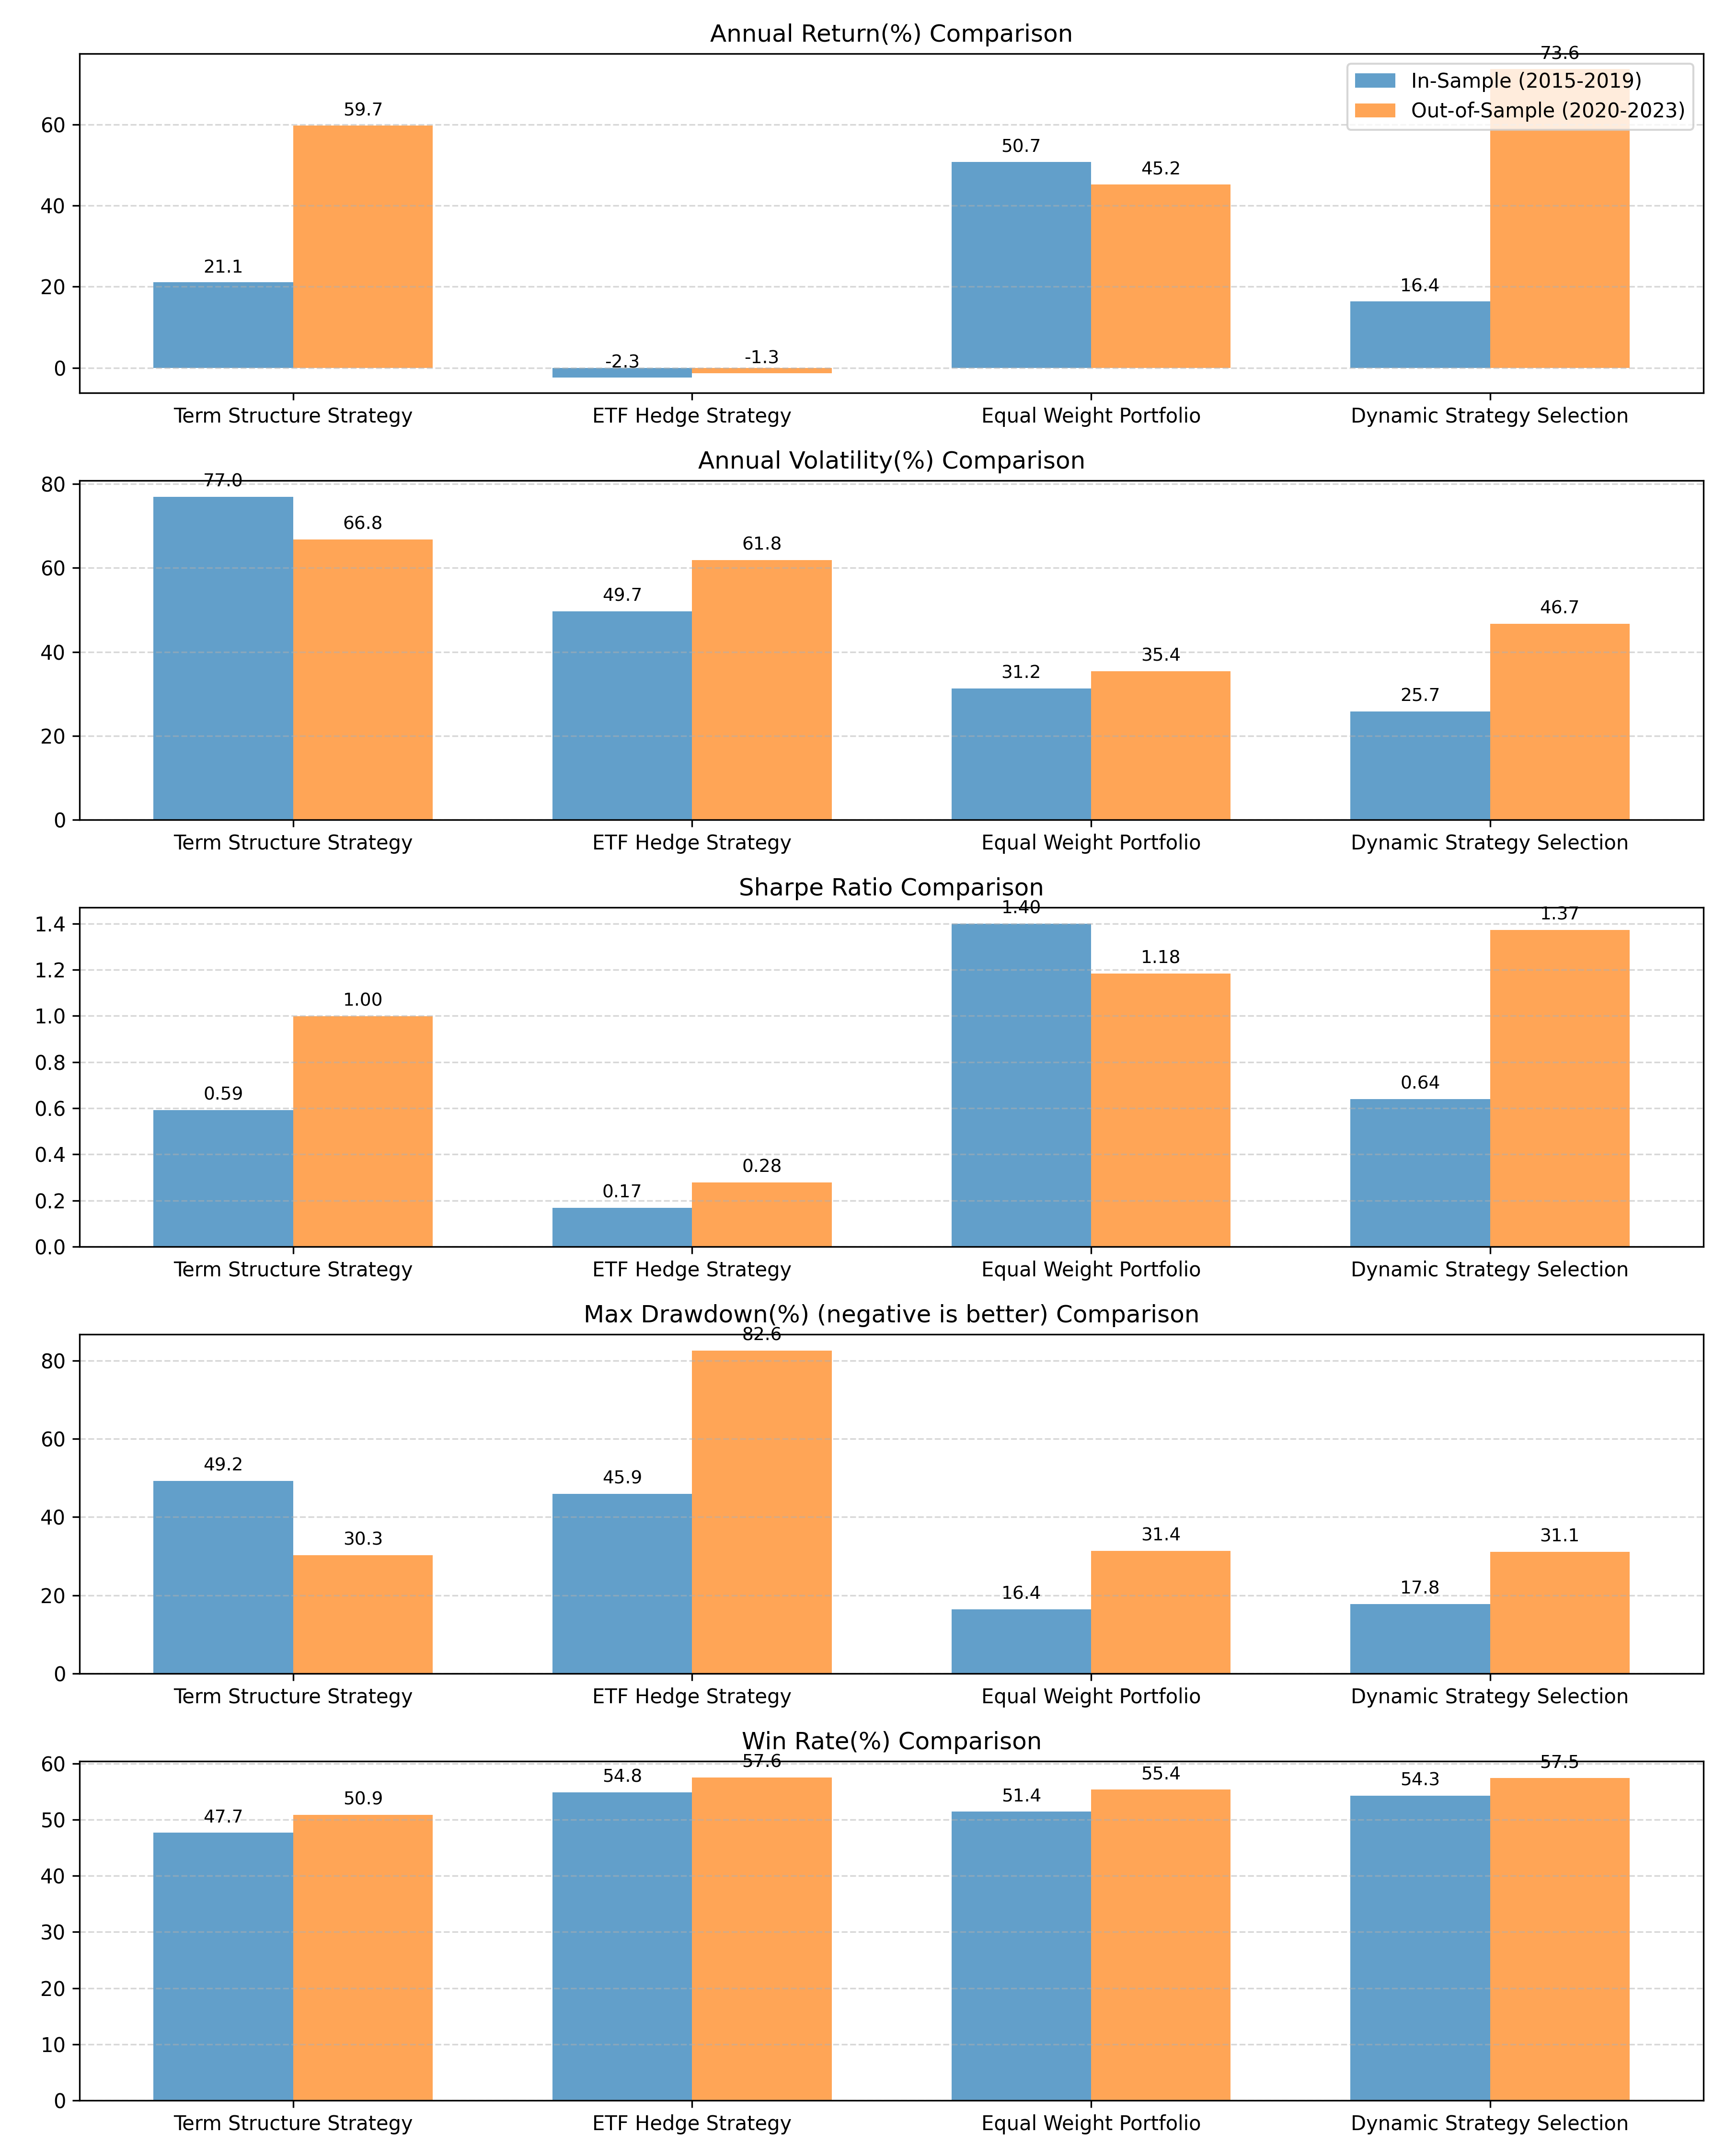 Annual Return(%) Comparison
73.6
In-Sample (2015-2019)
Out-of-Sample (2020-2023)
60
40
20
0
59.7
50.7
45.2
21.1
16.4
-2.3
-1.3
Term Structure Strategy
ETF Hedge Strategy
Equal Weight Portfolio
Dynamic Strategy Selection
Annual Volatility(%) Comparison
80
60
40
20
0
77.0
66.8
49.7
61.8
31.2
35.4
25.7
46.7
Term Structure Strategy
ETF Hedge Strategy
Equal Weight Portfolio
Dynamic Strategy Selection
Sharpe Ratio Comparison
1.4
1.2
1.0
0.8
0.6
0.4
0.2
0.0
0.59
1.00
0.17
0.28
1.40
1.18
0.64
1.37
Term Structure Strategy
ETF Hedge Strategy
Equal Weight Portfolio
Dynamic Strategy Selection
Max Drawdown(%) (negative is better) Comparison
80
60
40
20
0
49.2
30.3
45.9
82.6
16.4
31.4
17.8
31.1
Term Structure Strategy
ETF Hedge Strategy
Equal Weight Portfolio
Dynamic Strategy Selection
Win Rate(%) Comparison
60
50
40
30
20
10
0
47.7
50.9
54.8
57.6
51.4
55.4
54.3
57.5
Term Structure Strategy
ETF Hedge Strategy
Equal Weight Portfolio
Dynamic Strategy Selection